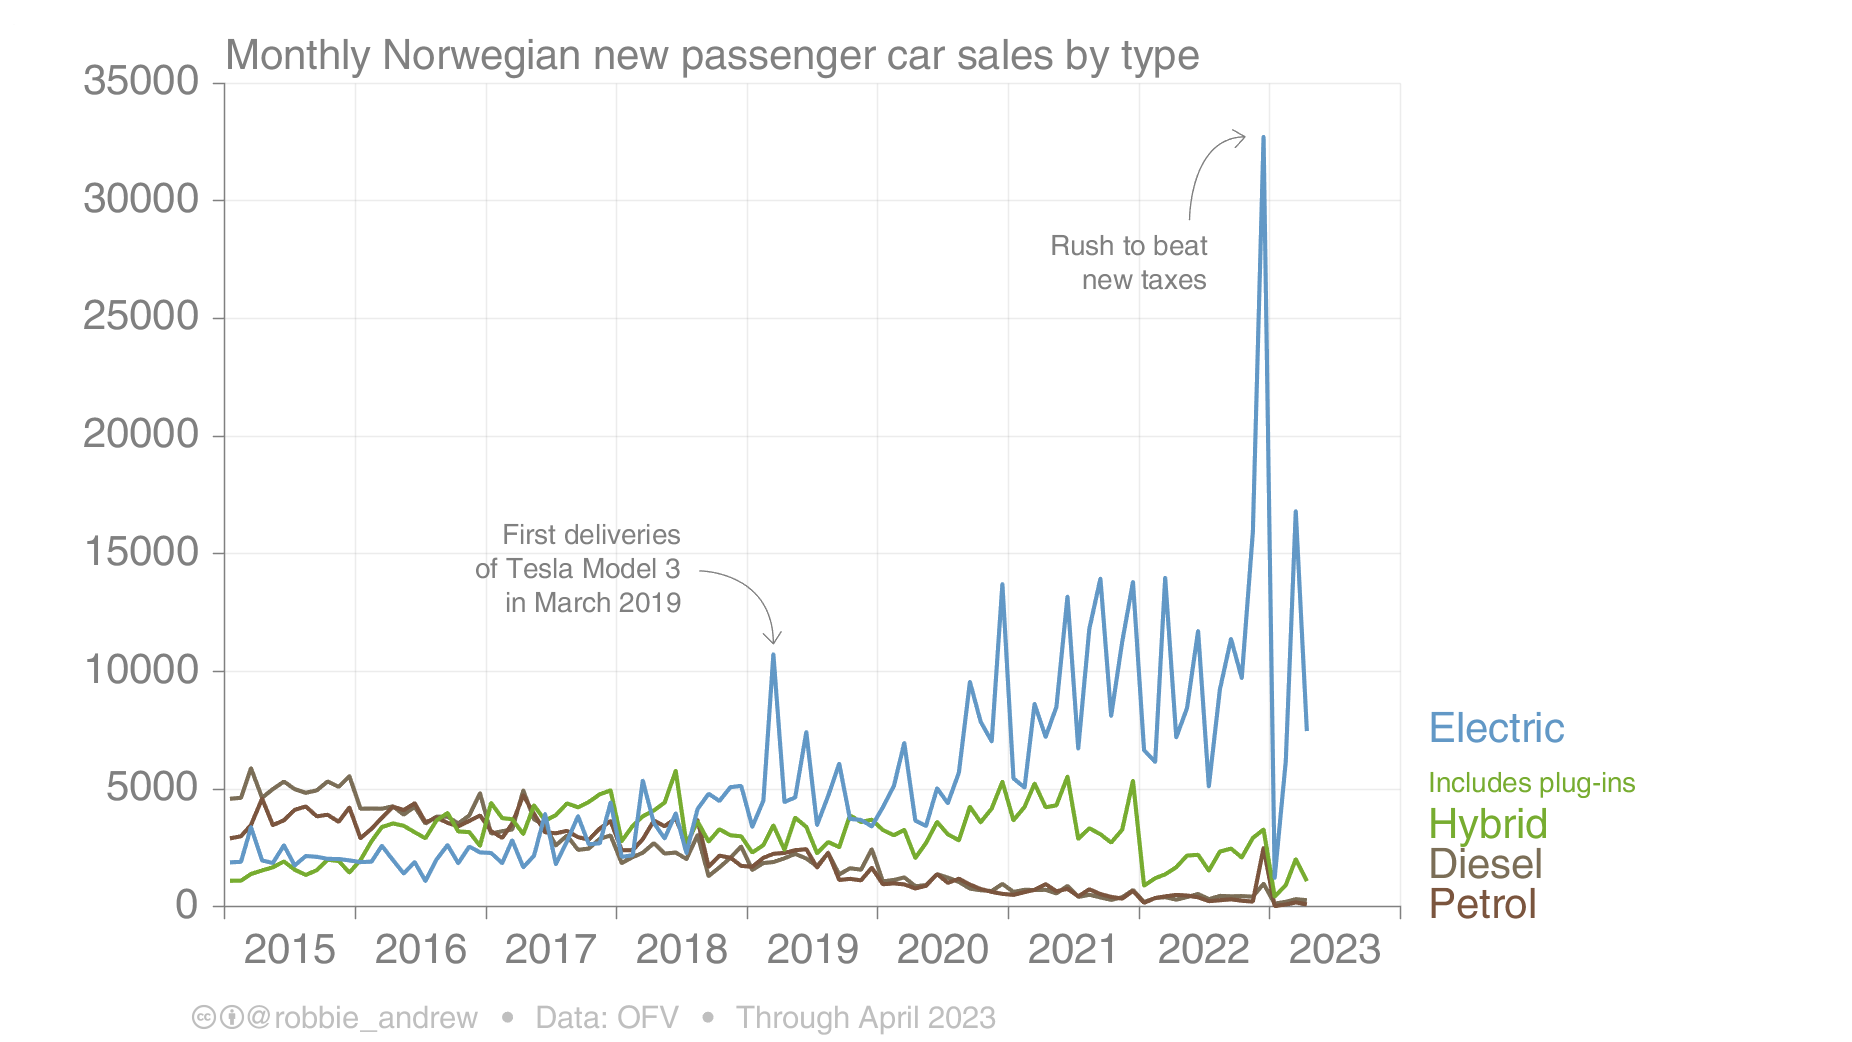 Monthly Norwegian new passenger car sales by type
35000
30000
25000
20000
15000
10000
5000
0
Rush to beat
new taxes
First deliveries
of Tesla Model 3
in March 2019
Electric
Includes plug-ins
Hybrid
Diesel
Petrol
2015 2016 2017 2018 2019 2020 2021 2022 2023
cc @robbie_andrew • Data: OFV • Through April 2023